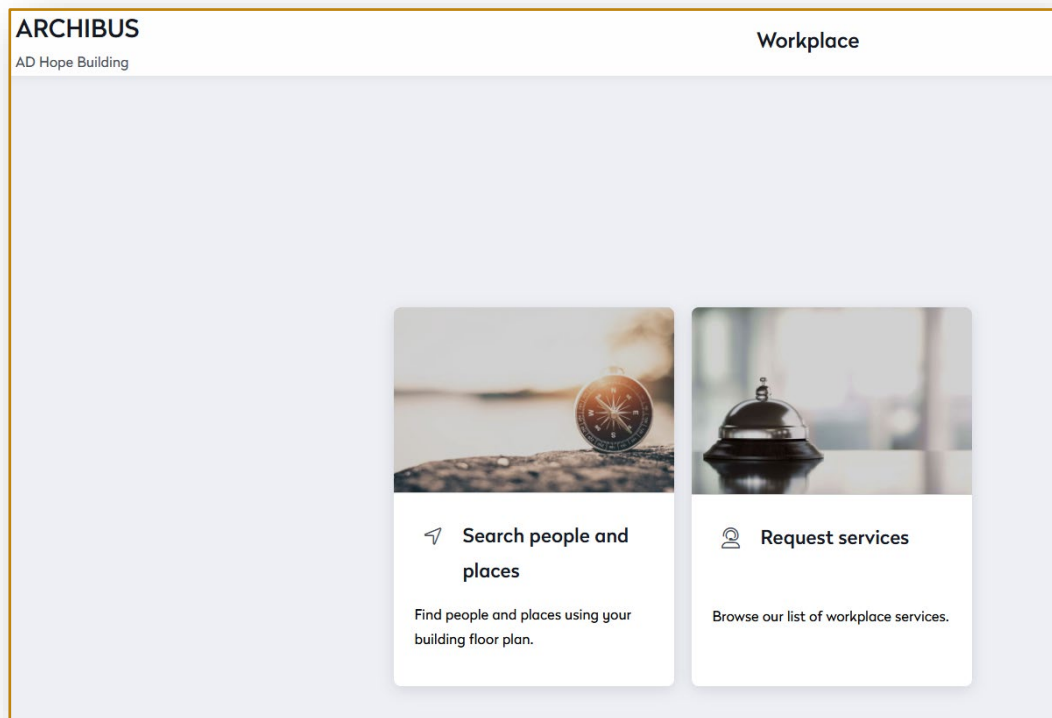 ARCHIBUS
AD Hope Building
Workplace
Search people and
places
Find people and places using your
building floor plan.
Request services
Browse our list of workplace services.